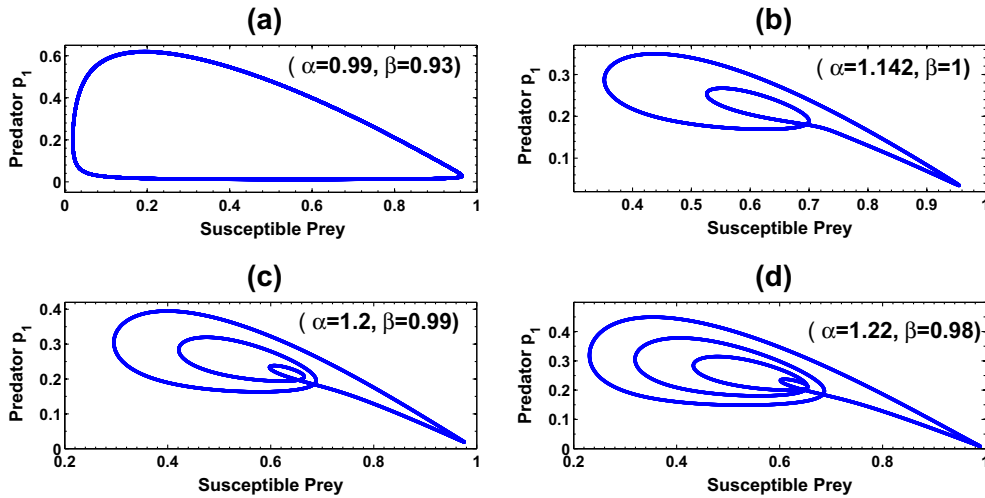 (a)
( α=0.99, β=0.93)
Predator p1
0.6
0.4
0.2
0
0 0.2 0.4 0.6 0.8 1
Susceptible Prey
(b)
( α=1.142, β=1)
Predator p1
0.3
0.2
0.1
0.4 0.5 0.6 0.7 0.8 0.9 1
Susceptible Prey
(c)
( α=1.2, β=0.99)
Predator p1
0.4
0.3
0.2
0.1
0
0.2 0.4 0.6 0.8 1
Susceptible Prey
(d)
( α=1.22, β=0.98)
Predator p1
0.4
0.3
0.2
0.1
0
0.2 0.4 0.6 0.8 1
Susceptible Prey